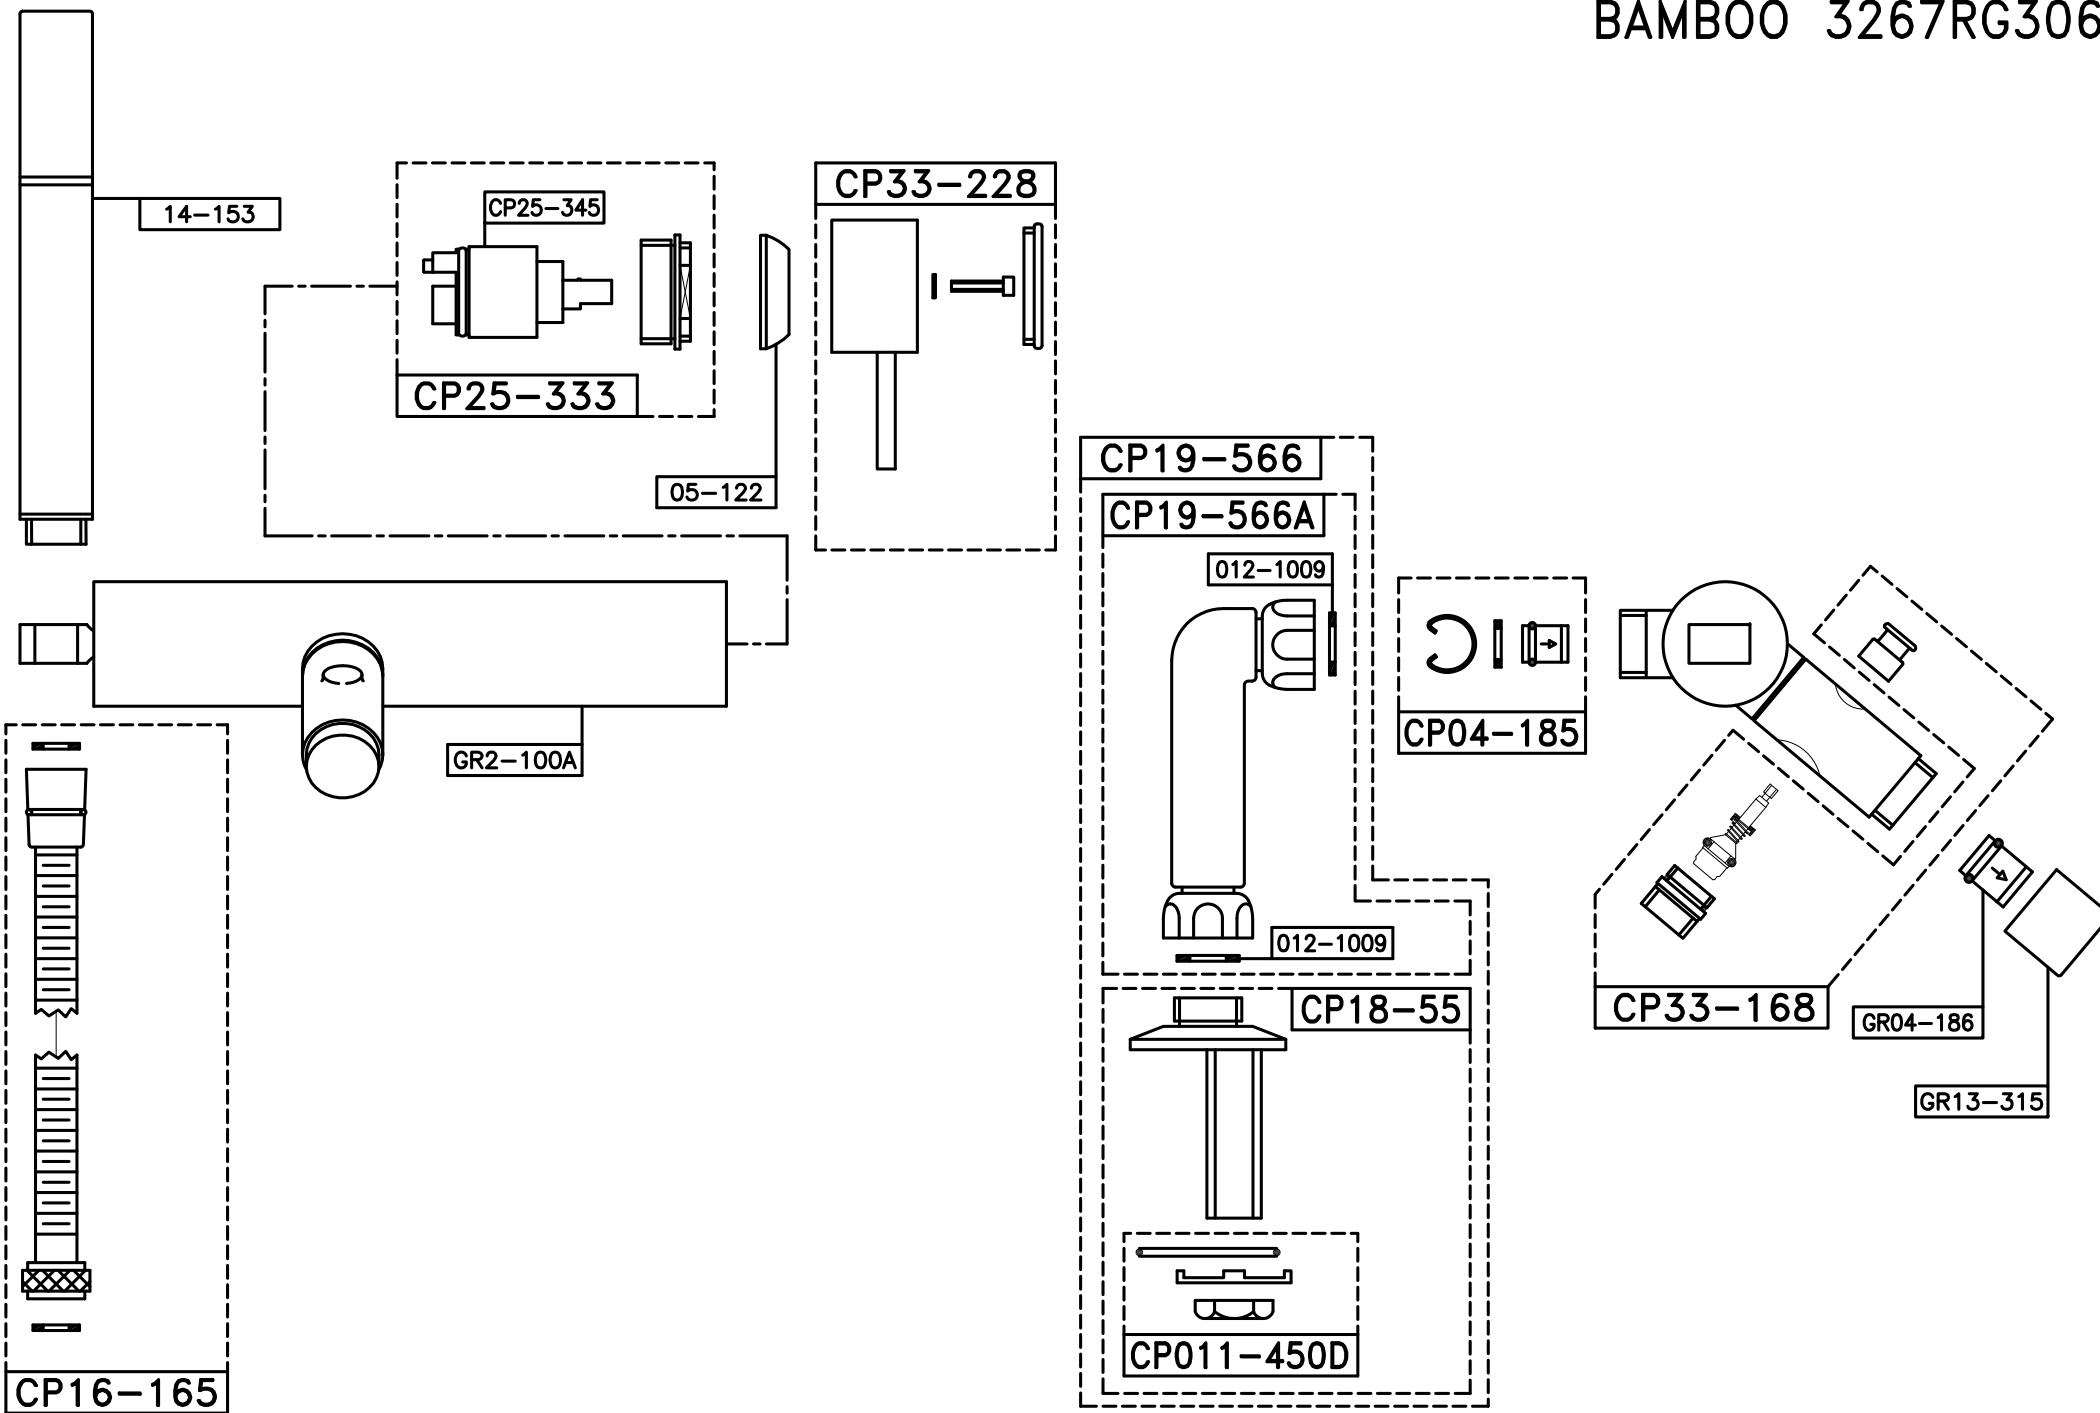 BAMBOO 3267RG306
14-153
CP25-345
CP33-228
CP25-333
05-122
CP19-566
CP19-566A
012-1009
CP04-185
GR2-100A
012-1009
CP18-55
CP33-168
GR04-186
GR13-315
CP011-450D
CP16-165